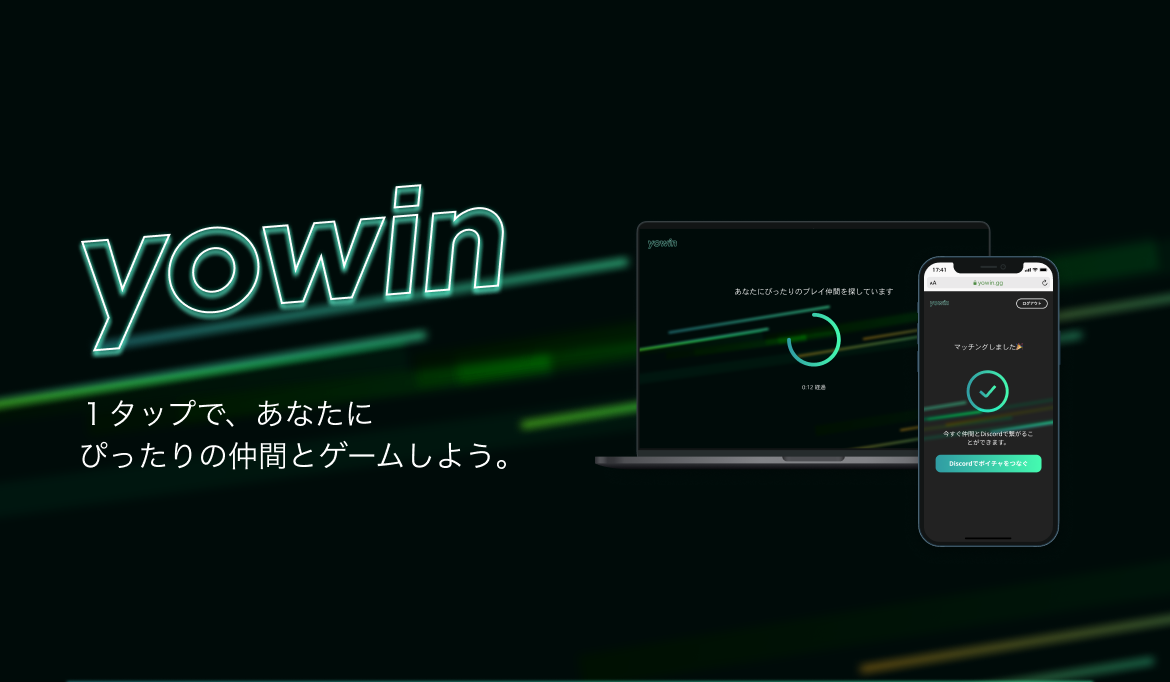 yowin
1タップで、あなたに
ぴったりの仲間とゲームしよう。
yowin
あなたにぴったりのプレイ仲間を探しています
0:12 経過
17:41
AA
yowin.gg
yowin
ログアウト
マッチングしました🎉
今すぐ仲間とDiscordで繋がるこ
とができます。
Discordでボイチャをつなぐ